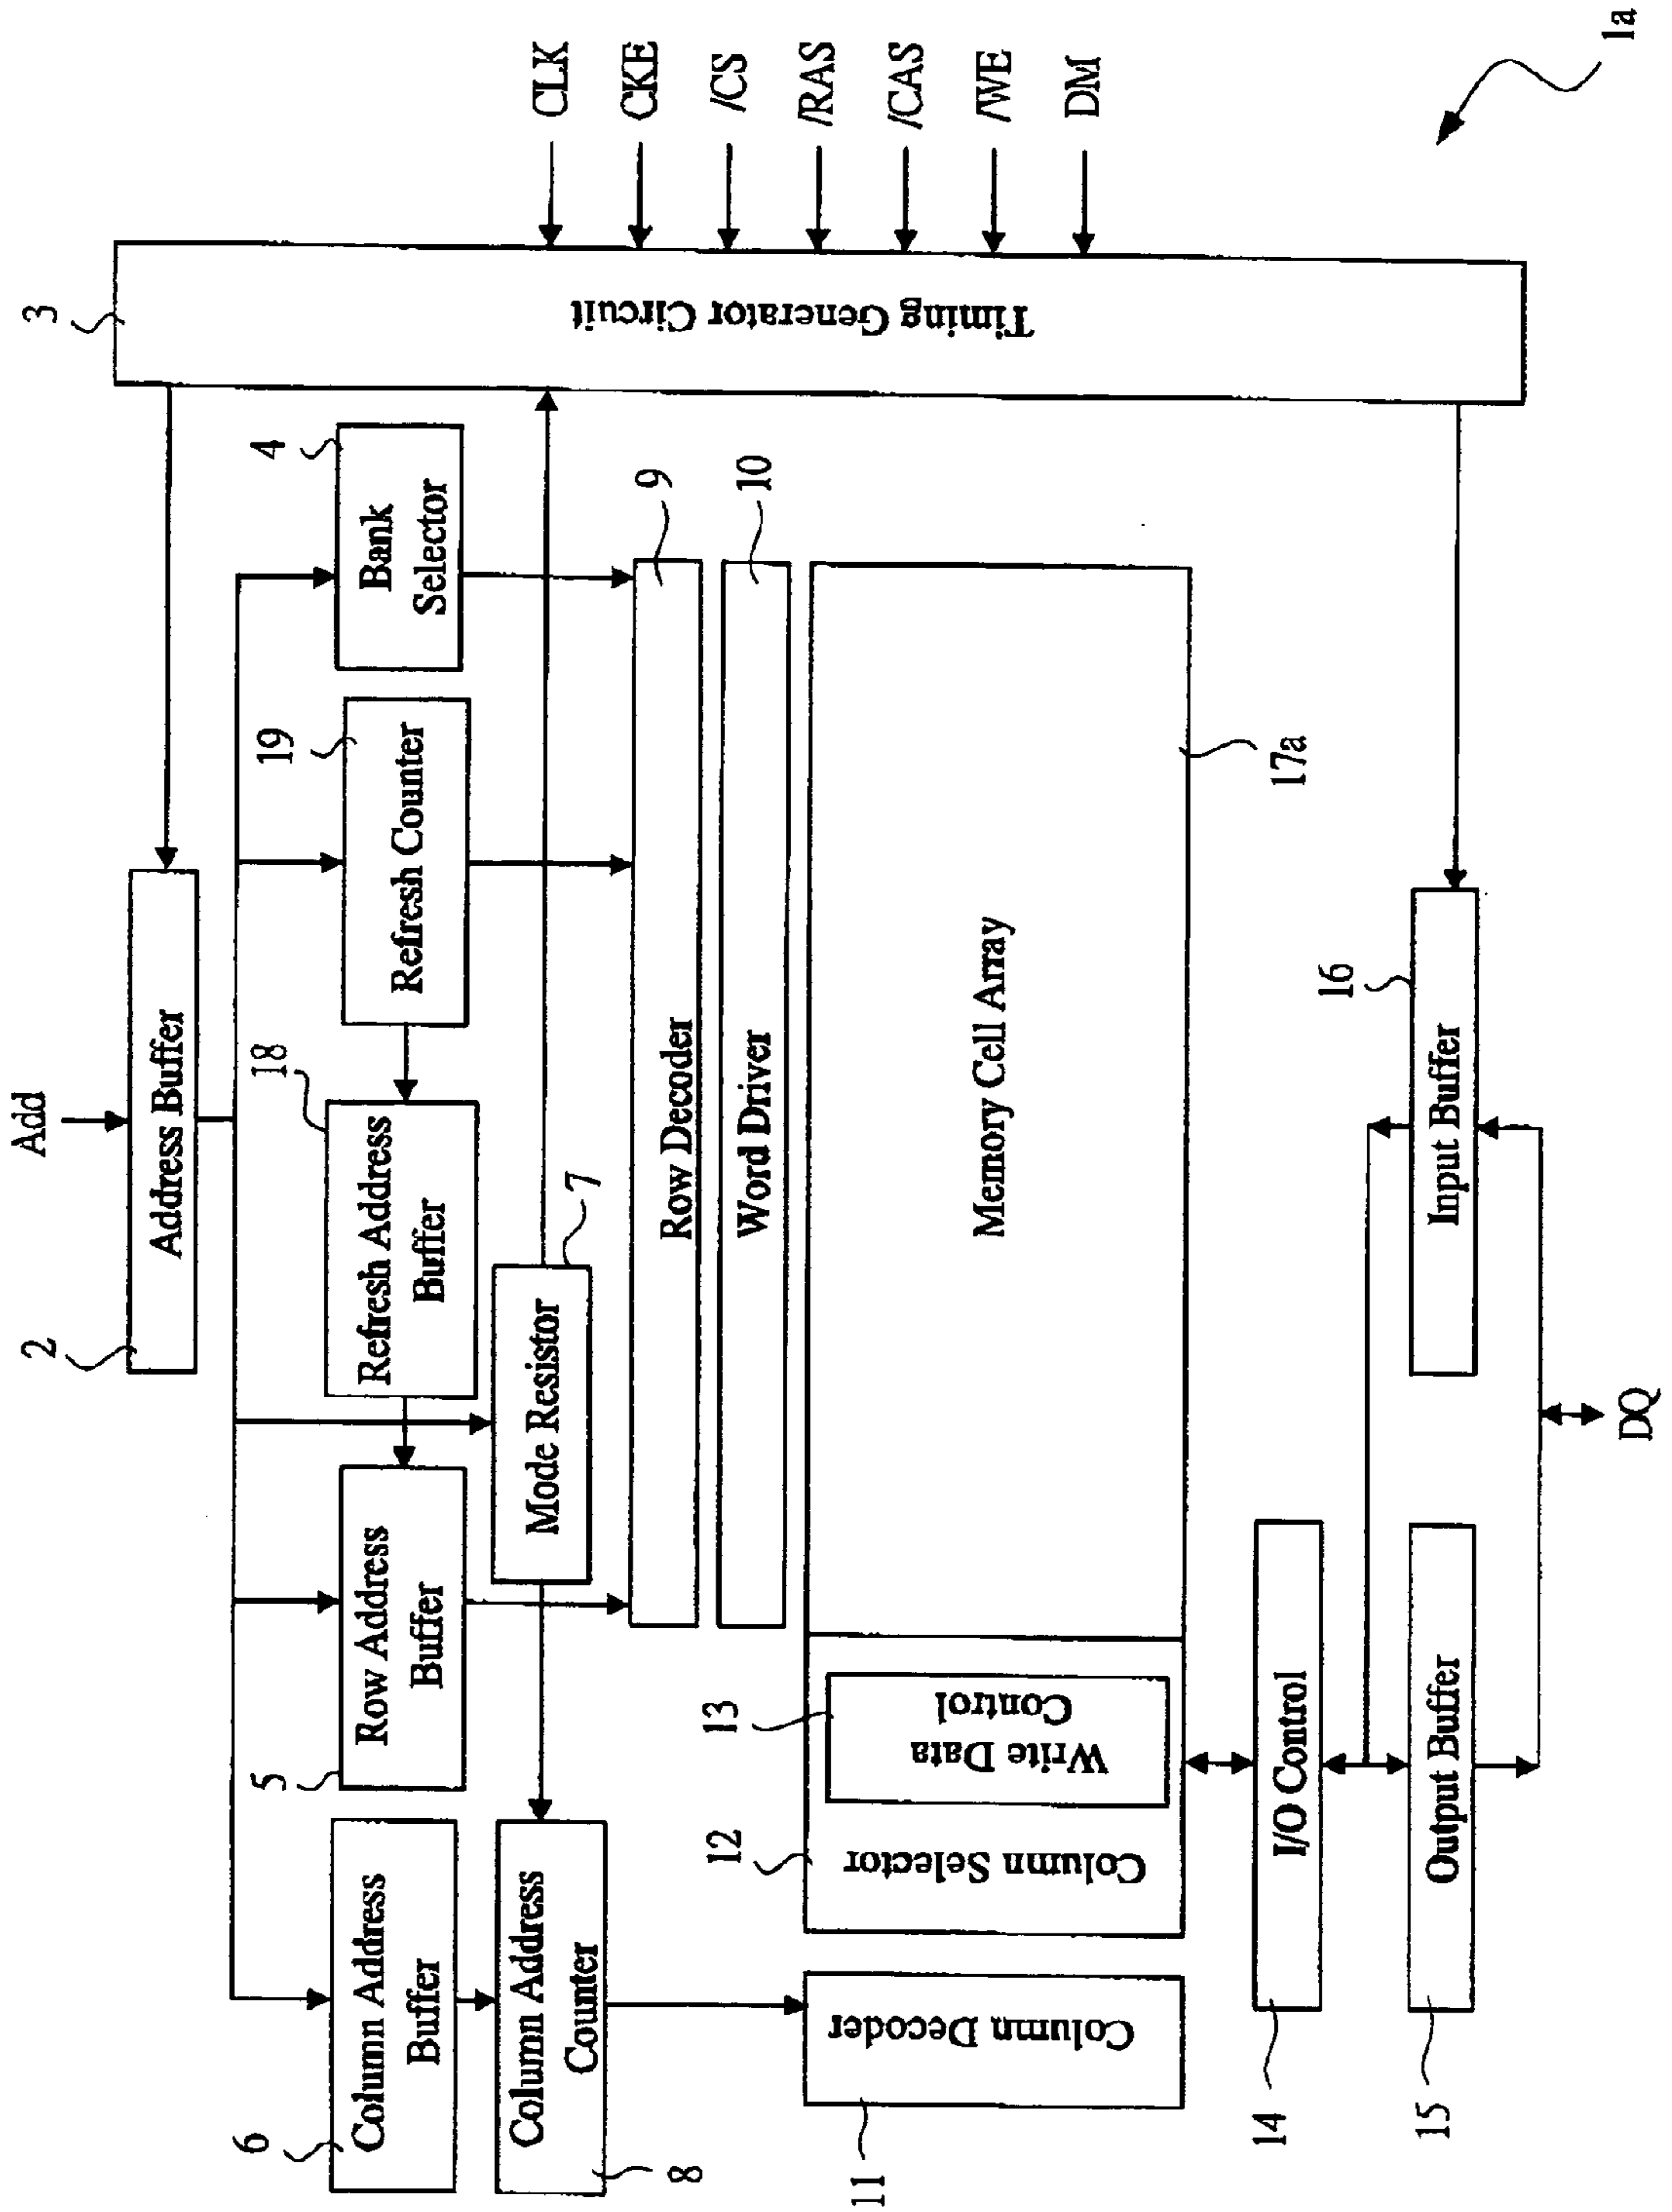 Add
2
Address Buffer
3
Timing Generator Circuit
CLK
CKE
/CS
/RAS
/CAS
/WE
DM
1a
6
Column Address
Buffer
5
Row Address
Buffer
18
Refresh Address
Buffer
19
Refresh Counter
4
Bank
Selector
8
Column Address
Counter
7
Mode Resistor
9
Row Decoder
10
Word Driver
11
Column Decoder
12
Column Selector
13
Write Data
Control
Memory Cell Array
17a
14
I/O Control
15
Output Buffer
16
Input Buffer
DQ